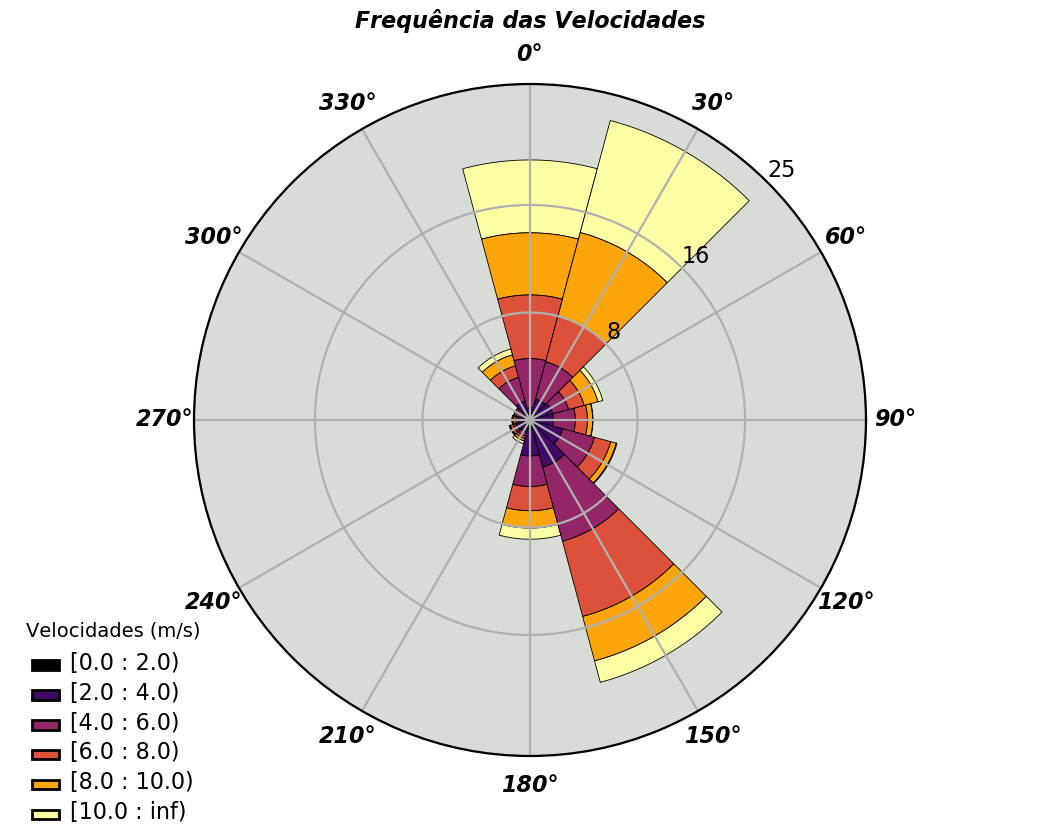 Frequência das Velocidades
0°
330°
30°
25
300°
60°
16
8
270°
90°
240°
120°
210°
150°
180°
Velocidades (m/s)
[0.0 : 2.0)
[2.0 : 4.0)
[4.0 : 6.0)
[6.0 : 8.0)
[8.0 : 10.0)
[10.0 : inf)